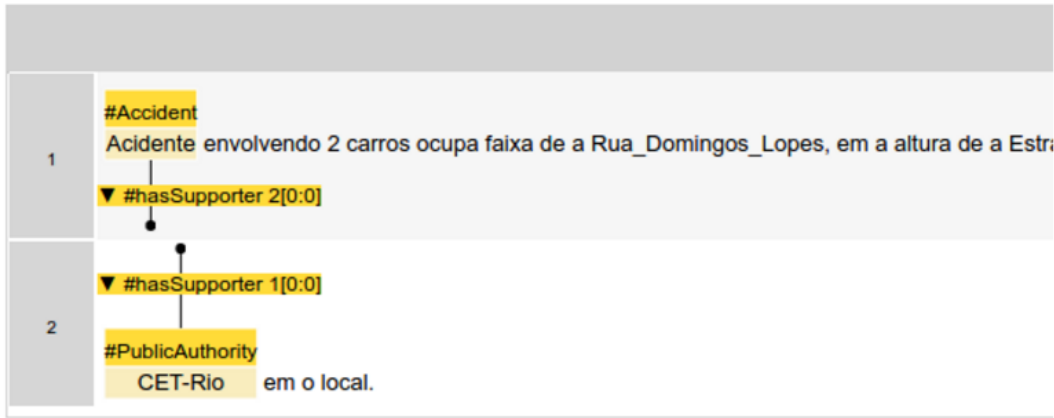 1
#Accident
Acidente envolvendo 2 carros ocupa faixa de a Rua_Domingos_Lopes, em a altura de a Estra
▼ #hasSupporter 2[0:0]
▼ #hasSupporter 1[0:0]
2
#PublicAuthority
CET-Rio em o local.